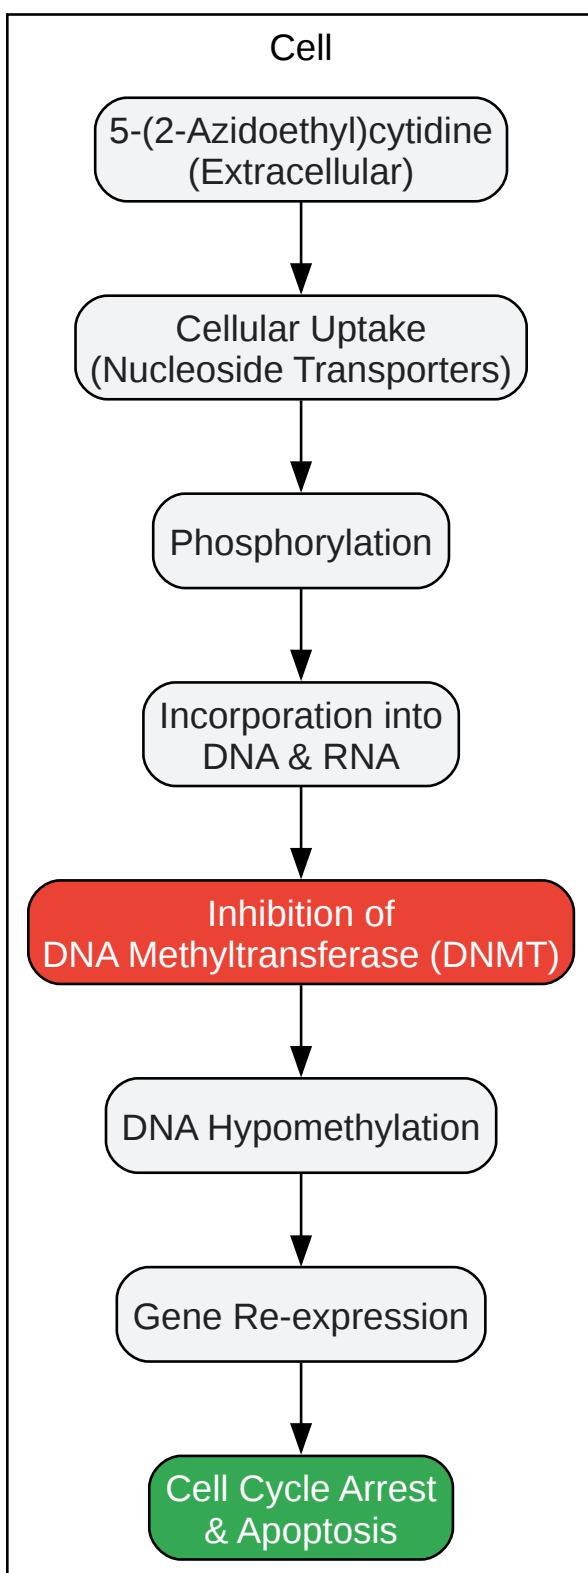 Cell
5-(2-Azidoethyl)cytidine
(Extracellular)
Cellular Uptake
(Nucleoside Transporters)
Phosphorylation
Incorporation into
DNA & RNA
Inhibition of
DNA Methyltransferase (DNMT)
DNA Hypomethylation
Gene Re-expression
Cell Cycle Arrest
& Apoptosis